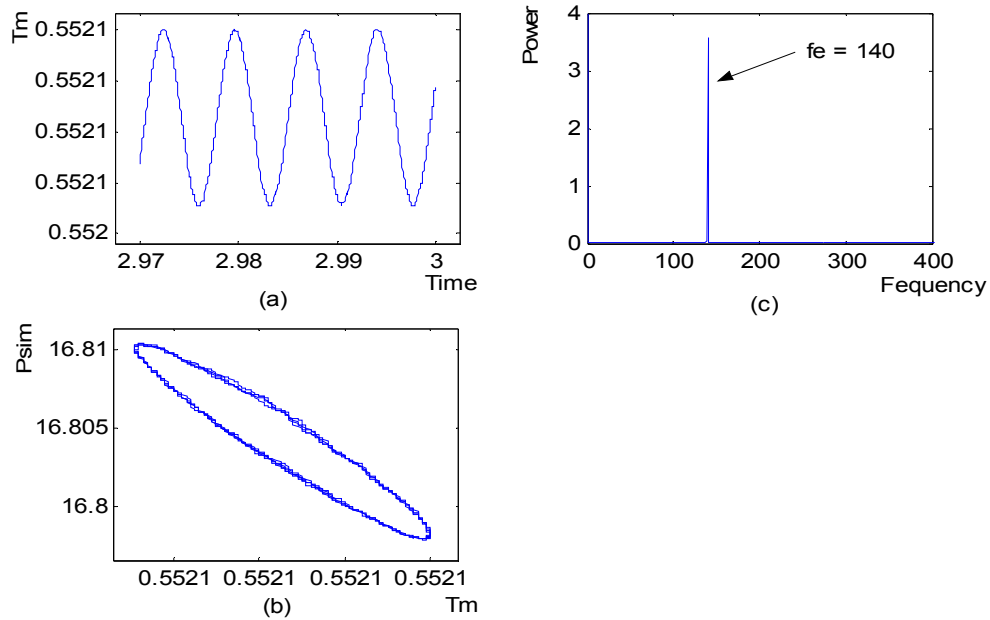 Tm
0.5521
0.5521
0.5521
0.5521
0.552
2.97 2.98 2.99 3
Time
(a)
Power
4
3
2
1
0
fe = 140
0 100 200 300 400
Fequency
(c)
Psim
16.81
16.805
16.8
0.5521 0.5521 0.5521 0.5521
(b) Tm